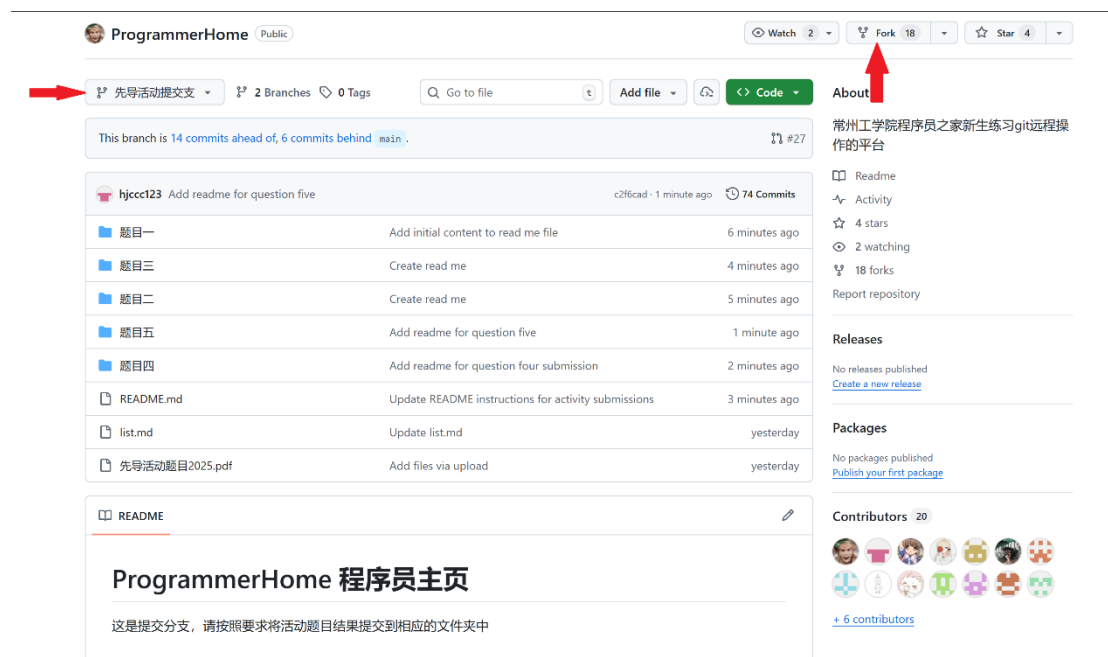 ProgrammerHome Public
Watch 2 Fork 18 Star 4
先导活动提交支 2 Branches 0 Tags Go to file t Add file Code
This branch is 14 commits ahead of, 6 commits behind main . #27
hjccc123 Add readme for question five c2f6cad · 1 minute ago 74 Commits
题目一 Add initial content to read me file 6 minutes ago
题目三 Create read me 4 minutes ago
题目二 Create read me 5 minutes ago
题目五 Add readme for question five 1 minute ago
题目四 Add readme for question four submission 2 minutes ago
README.md Update README instructions for activity submissions 3 minutes ago
list.md Update list.md yesterday
先导活动题目2025.pdf Add files via upload yesterday
README
ProgrammerHome 程序员主页
这是提交分支，请按照要求将活动题目结果提交到相应的文件夹中
About
常州工学院程序员之家新生练习git远程操
作的平台
Readme
Activity
4 stars
2 watching
18 forks
Report repository
Releases
No releases published
Create a new release
Packages
No packages published
Publish your first package
Contributors 20
+ 6 contributors